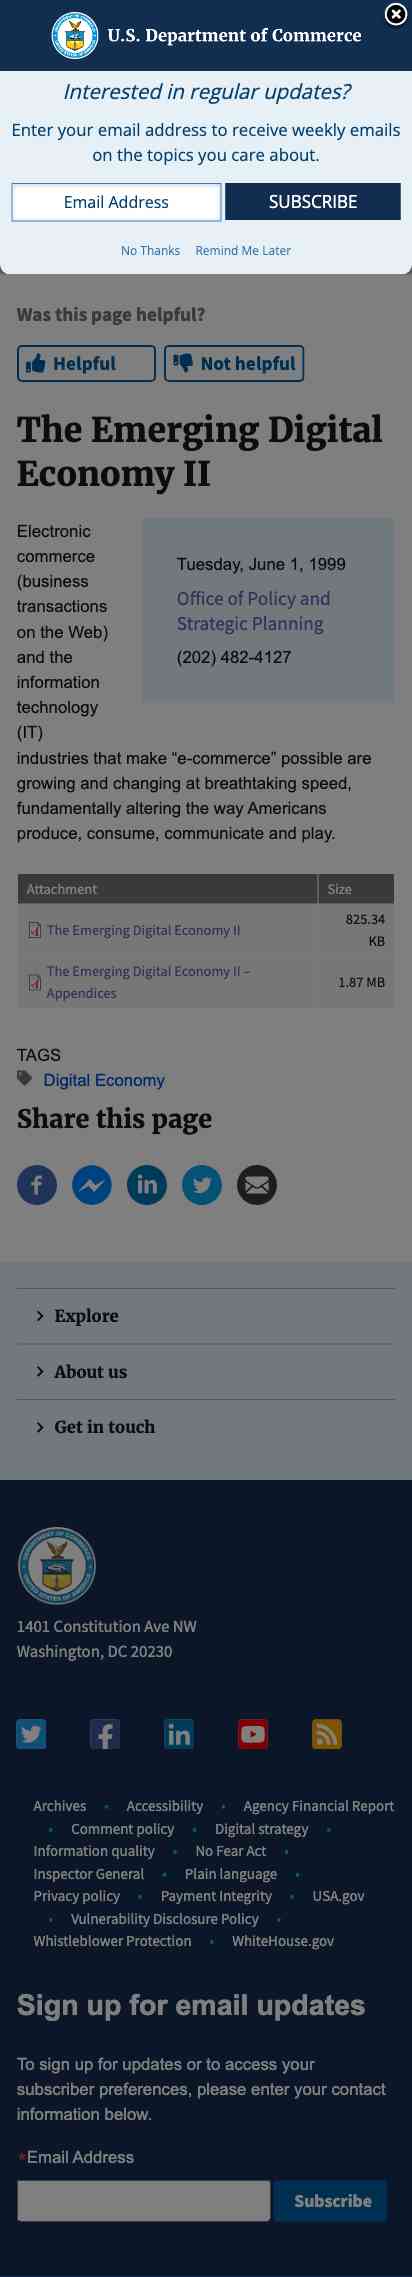 U.S. Department of Commerce
Interested in regular updates?
Enter your email address to receive weekly emails
on the topics you care about.
Email Address
SUBSCRIBE
No Thanks
Remind Me Later
Was this page helpful?
Helpful
Not helpful
The Emerging Digital
Economy II
Electronic
commerce
(business
transactions
on the Web)
and the
information
technology
(IT)
industries that make “e-commerce” possible are
growing and changing at breathtaking speed,
fundamentally altering the way Americans
produce, consume, communicate and play.
Tuesday, June 1, 1999
Office of Policy and
Strategic Planning
(202) 482-4127
Attachment Size
The Emerging Digital Economy II 825.34
KB
The Emerging Digital Economy II –
Appendices 1.87 MB
TAGS
Digital Economy
Share this page
Explore
About us
Get in touch
1401 Constitution Ave NW
Washington, DC 20230
Archives • Accessibility • Agency Financial Report
• Comment policy • Digital strategy •
Information quality • No Fear Act •
Inspector General • Plain language •
Privacy policy • Payment Integrity • USA.gov
• Vulnerability Disclosure Policy •
Whistleblower Protection • WhiteHouse.gov
Sign up for email updates
To sign up for updates or to access your
subscriber preferences, please enter your contact
information below.
*Email Address
Subscribe